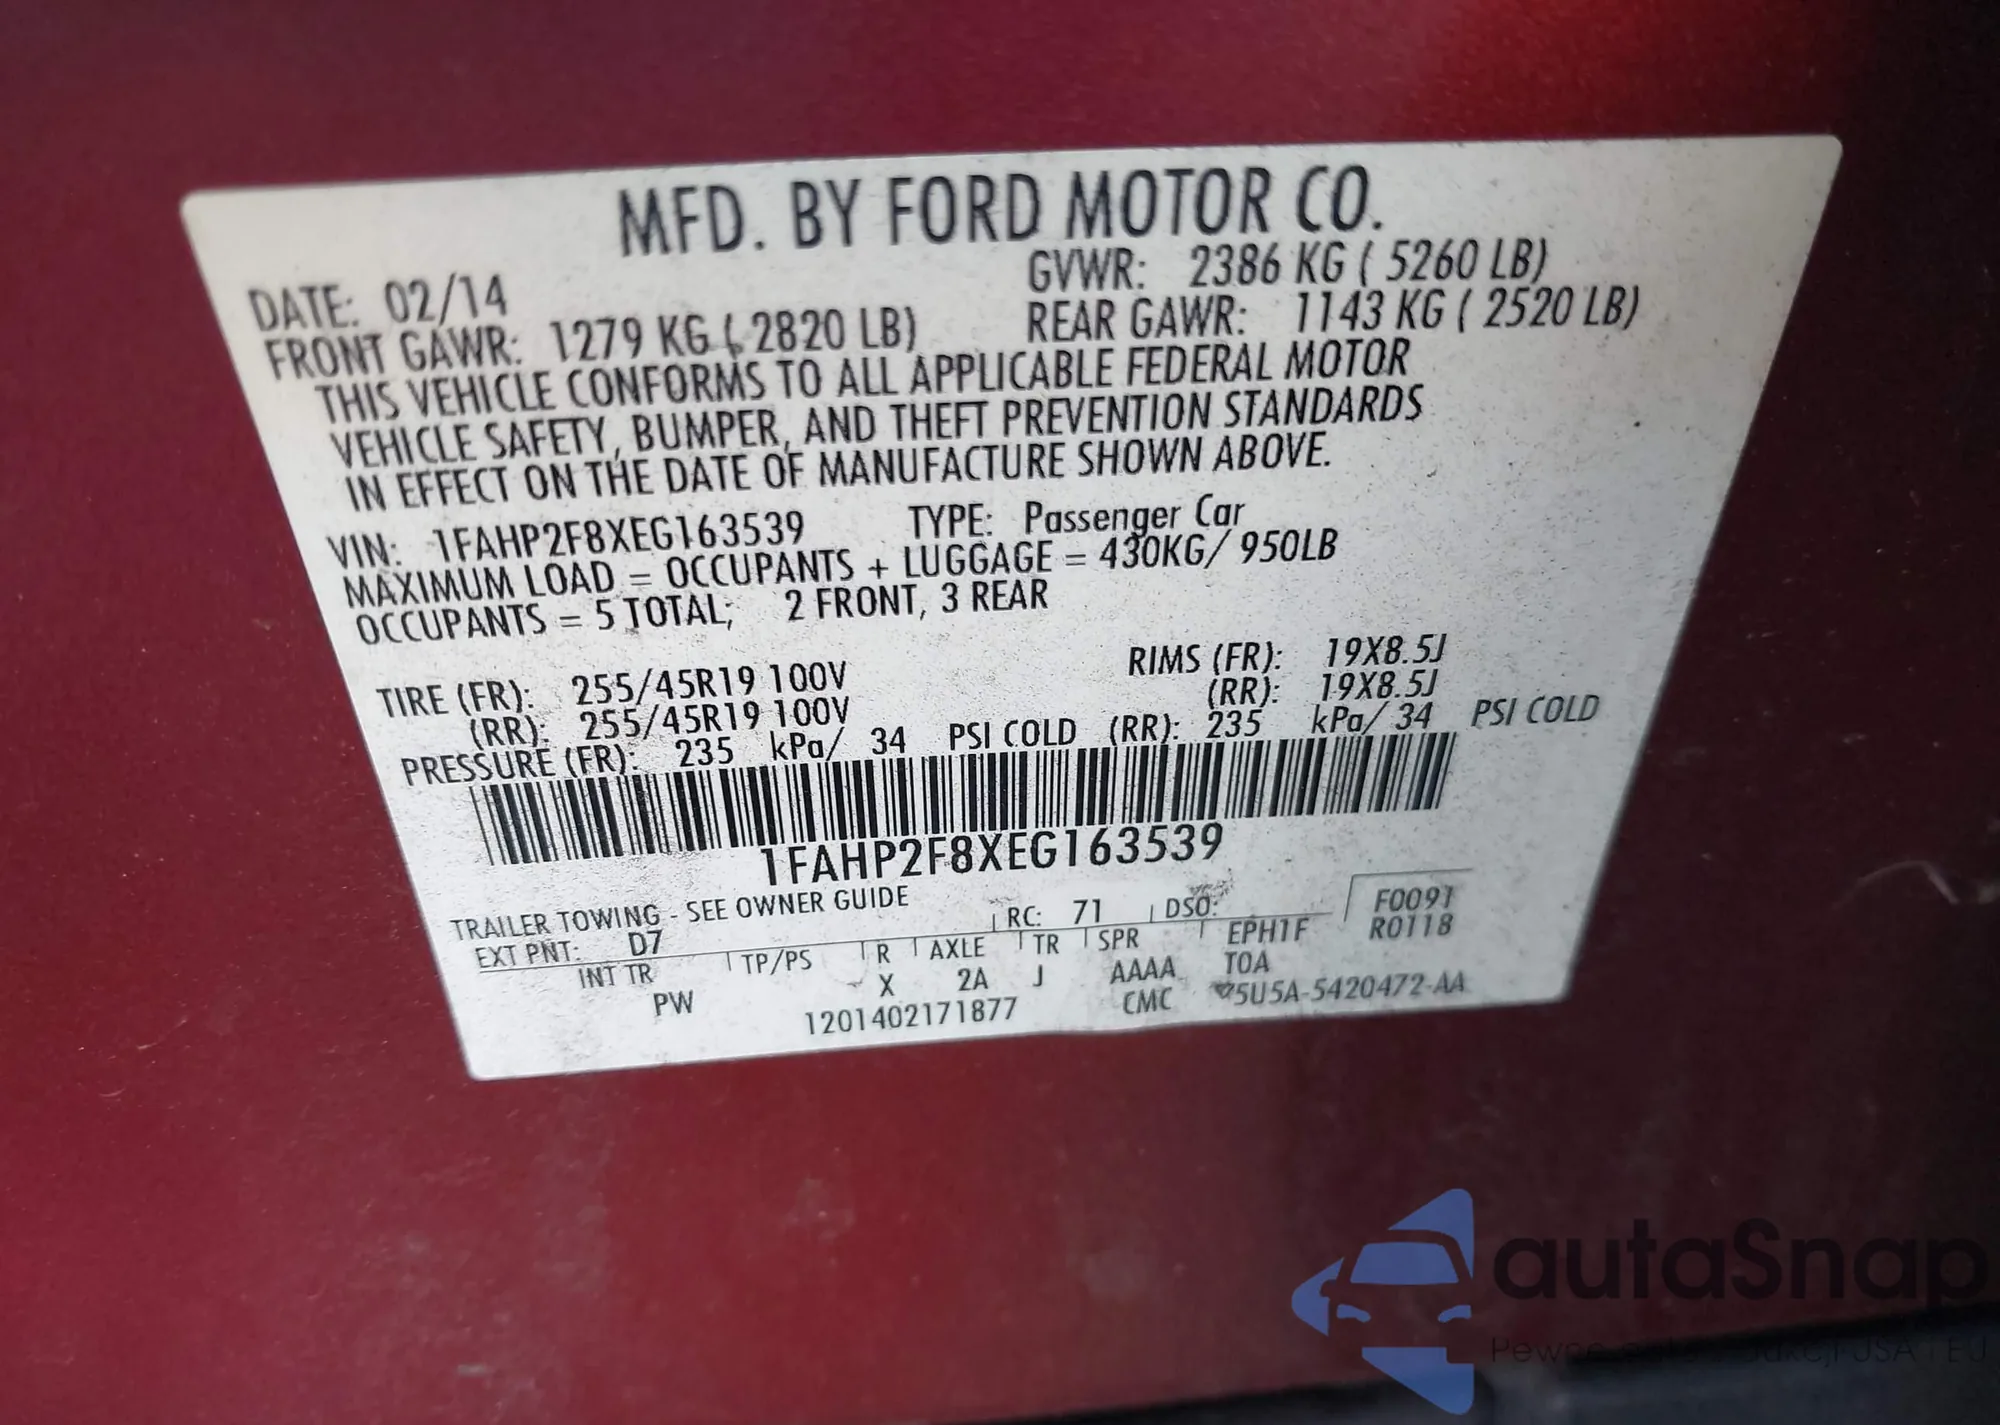 MFD. BY FORD MOTOR CO.
DATE: 02/14 GVWR: 2386 KG ( 5260 LB)
FRONT GAWR: 1279 KG ( 2820 LB) REAR GAWR: 1143 KG ( 2520 LB)
THIS VEHICLE CONFORMS TO ALL APPLICABLE FEDERAL MOTOR
VEHICLE SAFETY, BUMPER, AND THEFT PREVENTION STANDARDS
IN EFFECT ON THE DATE OF MANUFACTURE SHOWN ABOVE.
VIN: 1FAHP2F8XEG163539 TYPE: Passenger Car
MAXIMUM LOAD = OCCUPANTS + LUGGAGE = 430KG/ 950LB
OCCUPANTS = 5 TOTAL; 2 FRONT, 3 REAR
TIRE (FR): 255/45R19 100V RIMS (FR): 19X8.5J
(RR): 255/45R19 100V (RR): 19X8.5J
PRESSURE (FR): 235 kPa/ 34 PSI COLD (RR): 235 kPa/ 34 PSI COLD
1FAHP2F8XEG163539
TRAILER TOWING - SEE OWNER GUIDE
EXT PNT: D7 RC: 71 DSO: F0091
INT TR TP/PS R AXLE TR SPR EPH1F R0118
PW X 2A J AAAA TOA
1201402171877 CMC 5U5A-5420472-AA
autaSnap